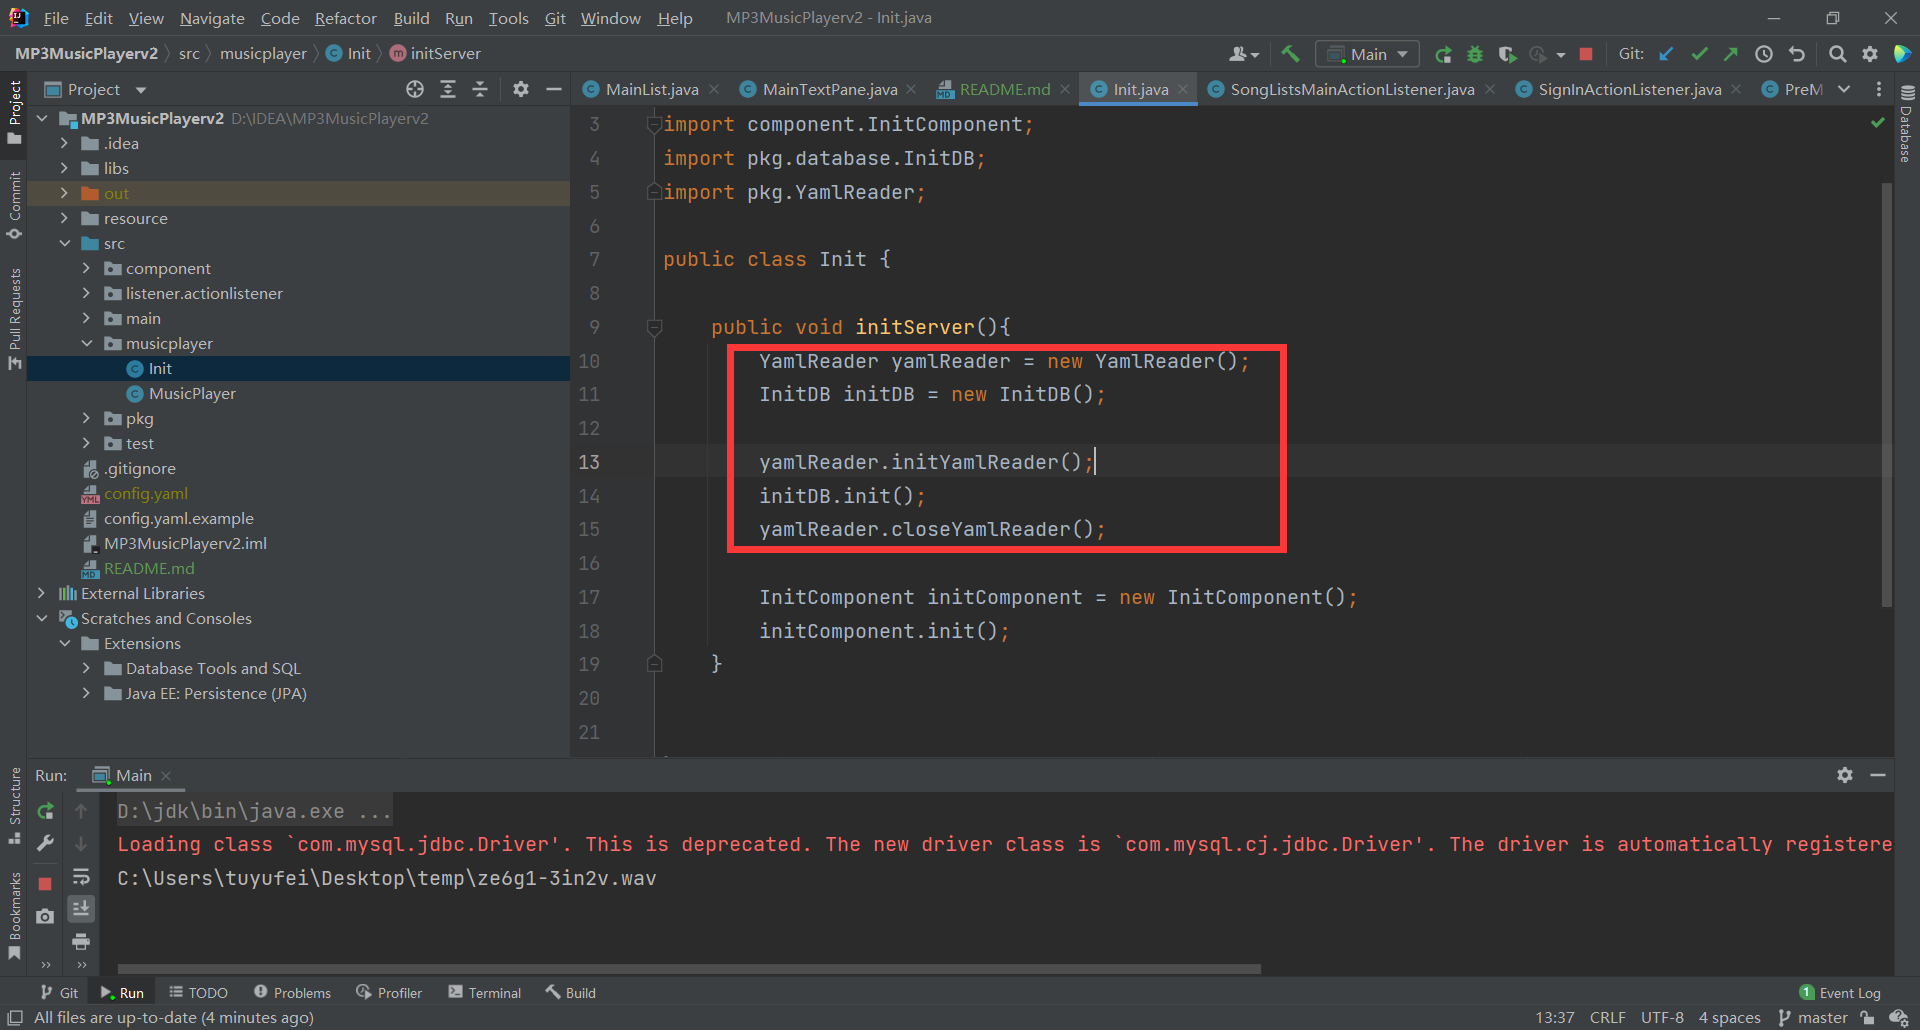 File Edit View Navigate Code Refactor Build Run Tools Git Window Help MP3MusicPlayerv2 - Init.java
MP3MusicPlayerv2 src musicplayer Init initServer
Main
Git:
Project
MainList.java MainTextPane.java README.md Init.java SongListsMainActionListener.java SignInActionListener.java PreM
Project
Commit
Pull Requests
Structure
Bookmarks
Database
MP3MusicPlayerv2 D:\IDEA\MP3MusicPlayerv2
.idea
libs
out
resource
src
component
listener.actionlistener
main
musicplayer
Init
MusicPlayer
pkg
test
.gitignore
config.yaml
config.yaml.example
MP3MusicPlayerv2.iml
README.md
External Libraries
Scratches and Consoles
Extensions
Database Tools and SQL
Java EE: Persistence (JPA)
3 import component.InitComponent;
4 import pkg.database.InitDB;
5 import pkg.YamlReader;
6
7 public class Init {
8
9 public void initServer(){
10 YamlReader yamlReader = new YamlReader();
11 InitDB initDB = new InitDB();
12
13 yamlReader.initYamlReader();
14 initDB.init();
15 yamlReader.closeYamlReader();
16
17 InitComponent initComponent = new InitComponent();
18 initComponent.init();
19 }
20
21
Run: Main
D:\jdk\bin\java.exe ...
Loading class `com.mysql.jdbc.Driver'. This is deprecated. The new driver class is `com.mysql.cj.jdbc.Driver'. The driver is automatically registere
C:\Users\tuyufei\Desktop\temp\ze6g1-3in2v.wav
Git Run TODO Problems Profiler Terminal Build
1 Event Log
All files are up-to-date (4 minutes ago)
13:37 CRLF UTF-8 4 spaces master